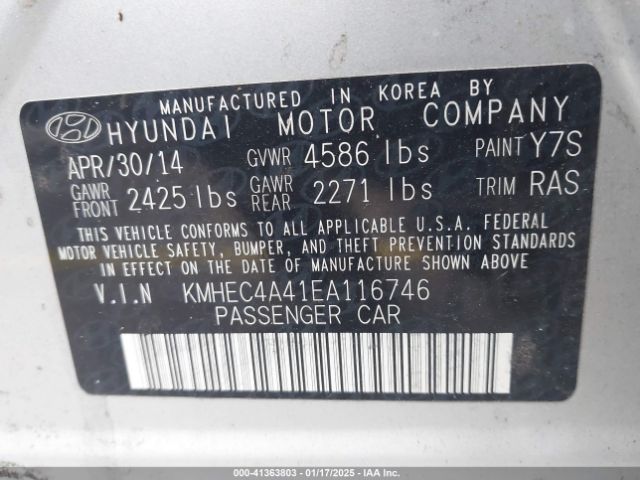 MANUFACTURED IN KOREA BY
HYUNDAI MOTOR COMPANY
APR/30/14 GVWR 4586 lbs PAINT Y7S
GAWR FRONT 2425 lbs GAWR REAR 2271 lbs TRIM RAS
THIS VEHICLE CONFORMS TO ALL APPLICABLE U.S.A. FEDERAL
MOTOR VEHICLE SAFETY, BUMPER, AND THEFT PREVENTION STANDARDS
IN EFFECT ON THE DATE OF MANUFACTURE SHOWN ABOVE
V.I.N KMHEC4A41EA116746
PASSENGER CAR
000-41363803 - 01/17/2025 - IAAI.COM